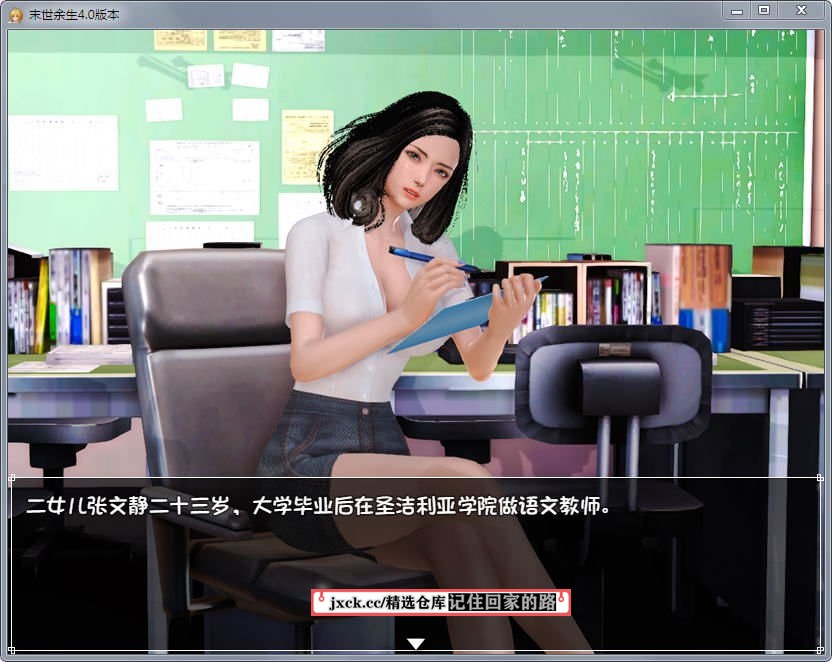 末世余生4.0版本
二女儿张文静二十三岁，大学毕业后在圣洁利亚学院做语文教师。
jxck.cc/精选仓库记住回家的路